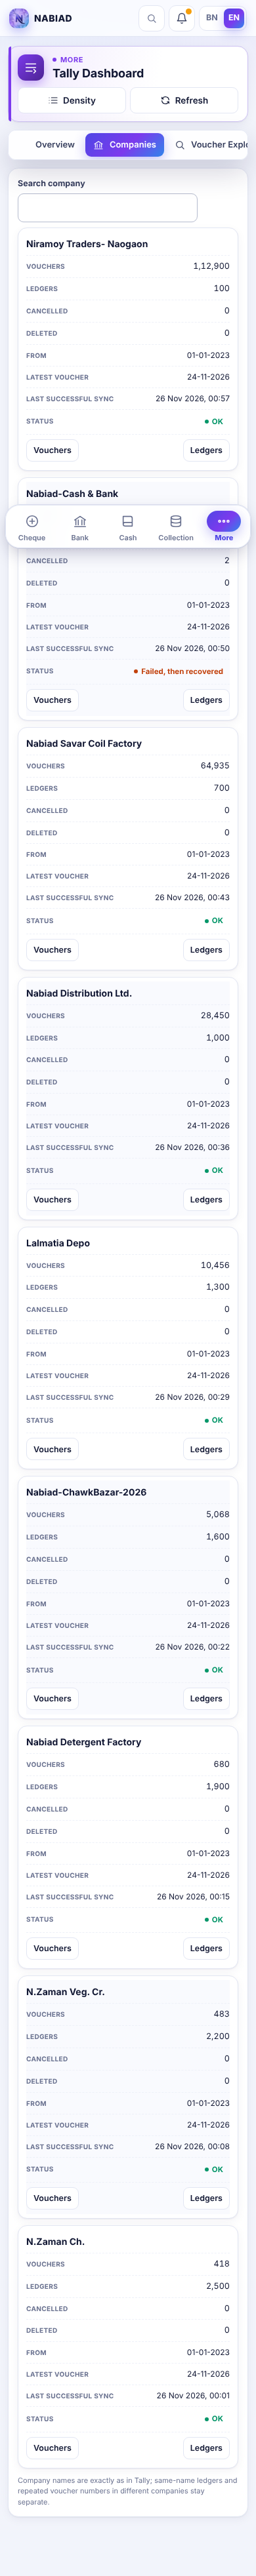 NABIAD
BN EN
MORE
Tally Dashboard
Density
Refresh
Overview
Companies
Voucher Explo
Search company
Niramoy Traders- Naogaon
VOUCHERS 1,12,900
LEDGERS 100
CANCELLED 0
DELETED 0
FROM 01-01-2023
LATEST VOUCHER 24-11-2026
LAST SUCCESSFUL SYNC 26 Nov 2026, 00:57
STATUS OK
Vouchers Ledgers
Nabiad-Cash & Bank
Cheque Bank Cash Collection More
CANCELLED 2
DELETED 0
FROM 01-01-2023
LATEST VOUCHER 24-11-2026
LAST SUCCESSFUL SYNC 26 Nov 2026, 00:50
STATUS Failed, then recovered
Vouchers Ledgers
Nabiad Savar Coil Factory
VOUCHERS 64,935
LEDGERS 700
CANCELLED 0
DELETED 0
FROM 01-01-2023
LATEST VOUCHER 24-11-2026
LAST SUCCESSFUL SYNC 26 Nov 2026, 00:43
STATUS OK
Vouchers Ledgers
Nabiad Distribution Ltd.
VOUCHERS 28,450
LEDGERS 1,000
CANCELLED 0
DELETED 0
FROM 01-01-2023
LATEST VOUCHER 24-11-2026
LAST SUCCESSFUL SYNC 26 Nov 2026, 00:36
STATUS OK
Vouchers Ledgers
Lalmatia Depo
VOUCHERS 10,456
LEDGERS 1,300
CANCELLED 0
DELETED 0
FROM 01-01-2023
LATEST VOUCHER 24-11-2026
LAST SUCCESSFUL SYNC 26 Nov 2026, 00:29
STATUS OK
Vouchers Ledgers
Nabiad-ChawkBazar-2026
VOUCHERS 5,068
LEDGERS 1,600
CANCELLED 0
DELETED 0
FROM 01-01-2023
LATEST VOUCHER 24-11-2026
LAST SUCCESSFUL SYNC 26 Nov 2026, 00:22
STATUS OK
Vouchers Ledgers
Nabiad Detergent Factory
VOUCHERS 680
LEDGERS 1,900
CANCELLED 0
DELETED 0
FROM 01-01-2023
LATEST VOUCHER 24-11-2026
LAST SUCCESSFUL SYNC 26 Nov 2026, 00:15
STATUS OK
Vouchers Ledgers
N.Zaman Veg. Cr.
VOUCHERS 483
LEDGERS 2,200
CANCELLED 0
DELETED 0
FROM 01-01-2023
LATEST VOUCHER 24-11-2026
LAST SUCCESSFUL SYNC 26 Nov 2026, 00:08
STATUS OK
Vouchers Ledgers
N.Zaman Ch.
VOUCHERS 418
LEDGERS 2,500
CANCELLED 0
DELETED 0
FROM 01-01-2023
LATEST VOUCHER 24-11-2026
LAST SUCCESSFUL SYNC 26 Nov 2026, 00:01
STATUS OK
Vouchers Ledgers
Company names are exactly as in Tally; same-name ledgers and
repeated voucher numbers in different companies stay
separate.